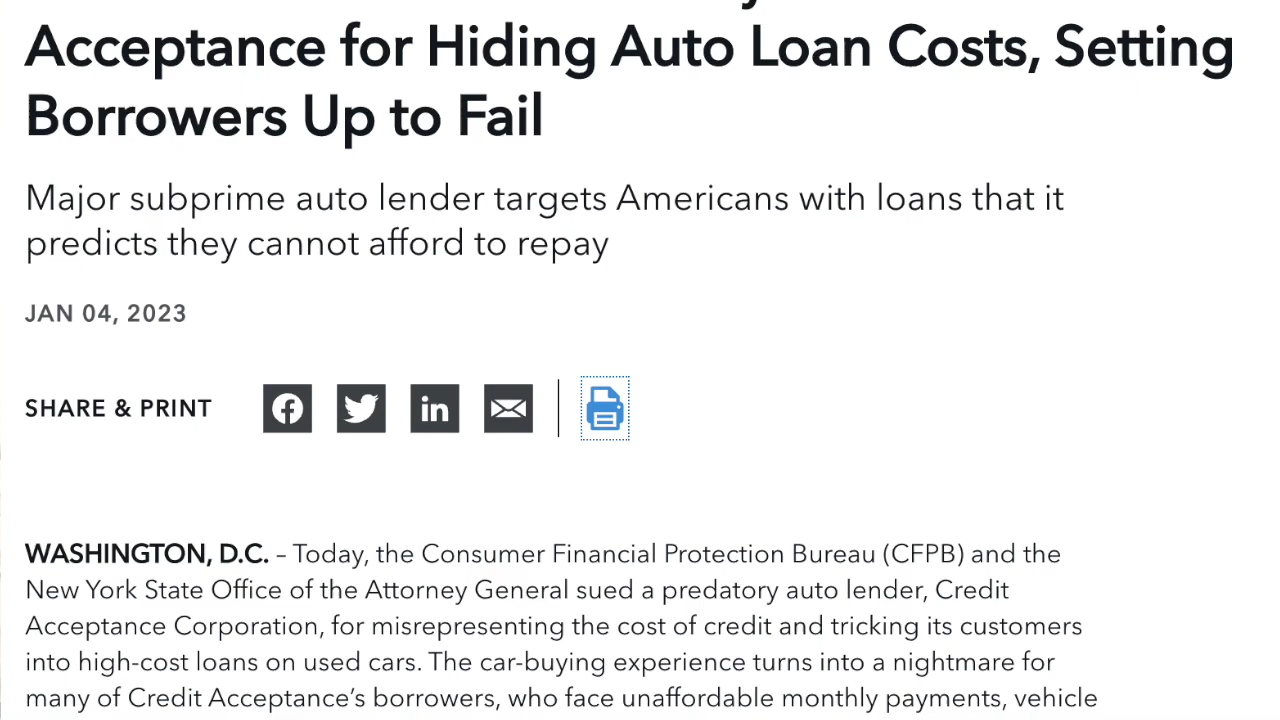 Acceptance for Hiding Auto Loan Costs, Setting
Borrowers Up to Fail
Major subprime auto lender targets Americans with loans that it
predicts they cannot afford to repay
JAN 04, 2023
SHARE & PRINT
WASHINGTON, D.C. – Today, the Consumer Financial Protection Bureau (CFPB) and the
New York State Office of the Attorney General sued a predatory auto lender, Credit
Acceptance Corporation, for misrepresenting the cost of credit and tricking its customers
into high-cost loans on used cars. The car-buying experience turns into a nightmare for
many of Credit Acceptance’s borrowers, who face unaffordable monthly payments, vehicle